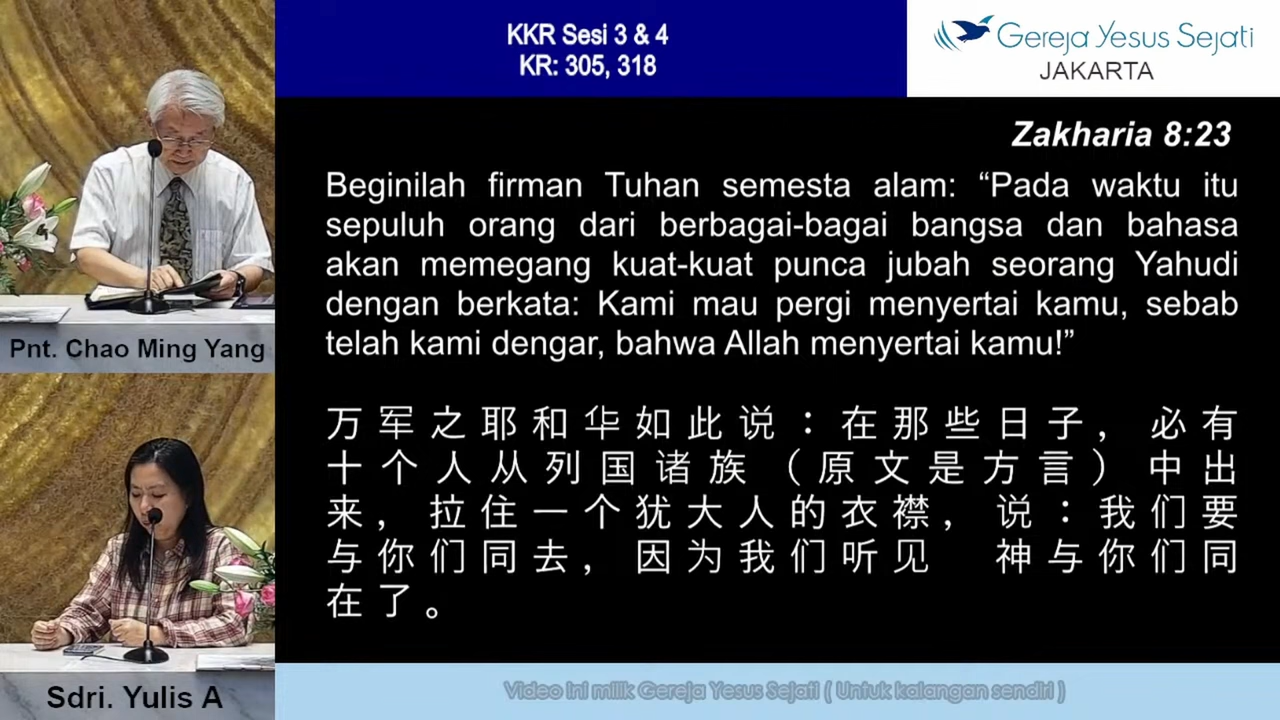 KKR Sesi 3 & 4
KR: 305, 318
Gereja Yesus Sejati
JAKARTA
Zakharia 8:23
Beginilah firman Tuhan semesta alam: “Pada waktu itu
sepuluh orang dari berbagai-bagai bangsa dan bahasa
akan memegang kuat-kuat punca jubah seorang Yahudi
dengan berkata: Kami mau pergi menyertai kamu, sebab
telah kami dengar, bahwa Allah menyertai kamu!”
万军之耶和华如此说：在那些日子，必有
十个人从列国诸族（原文是方言）中出
来，拉住一个犹大人的衣襟，说：我们要
与你们同去，因为我们听见　神与你们同
在了。
Pnt. Chao Ming Yang
Sdri. Yulis A
Video ini milik Gereja Yesus Sejati ( Untuk kalangan sendiri )